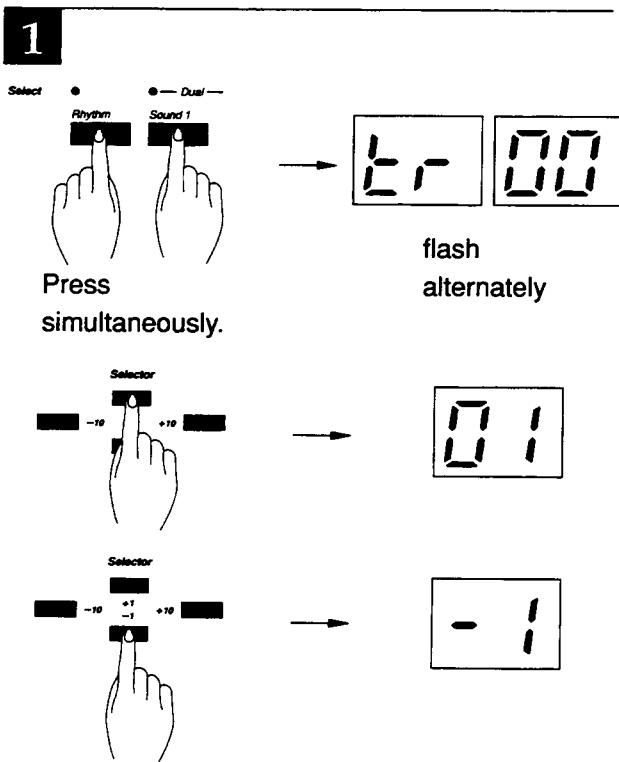 1
Select
Dual
Rhythm Sound 1
tr 00
flash
alternately
Press
simultaneously.
Selector
-10 +10
01
Selector
+1
-10 +10
-1
- 1